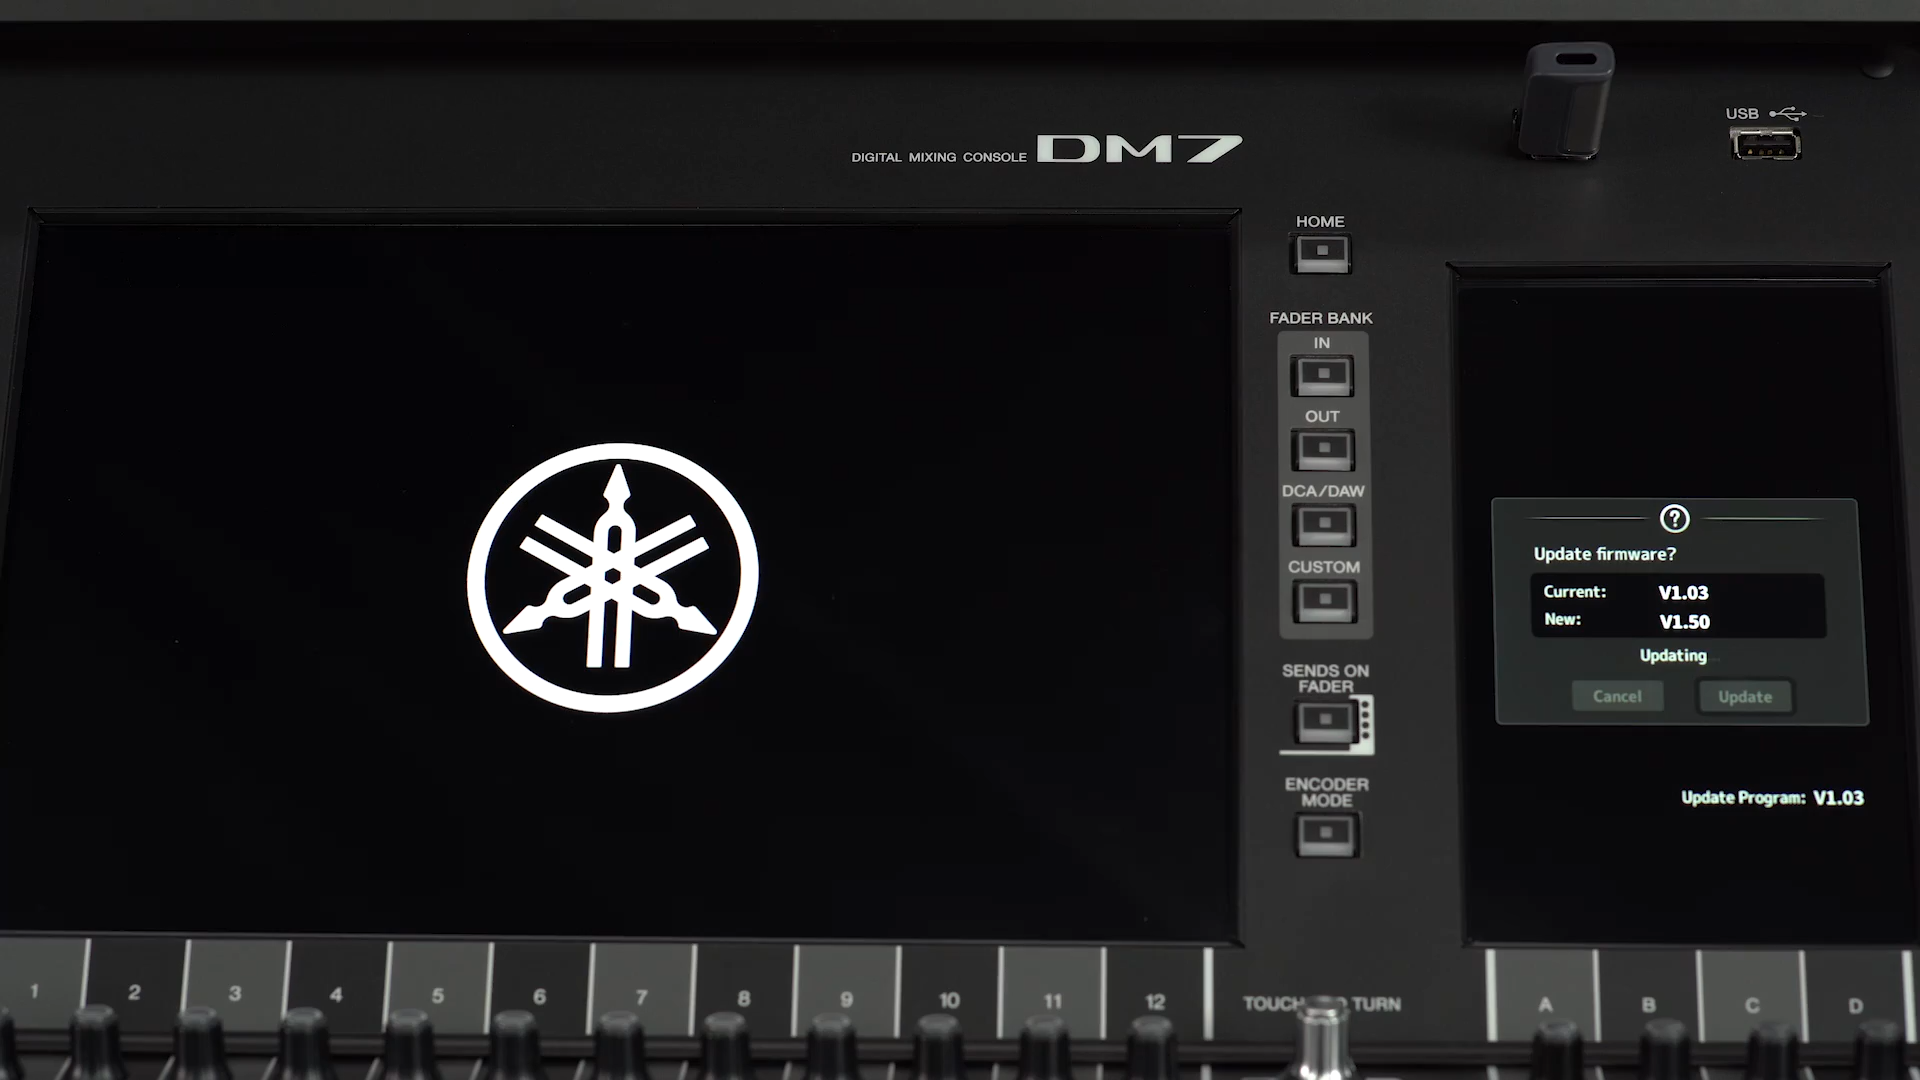 DIGITAL MIXING CONSOLE DM7
USB
HOME
FADER BANK
IN
OUT
DCA/DAW
CUSTOM
SENDS ON
FADER
ENCODER
MODE
?
Update firmware?
Current: V1.03
New: V1.50
Updating
Cancel Update
Update Program: V1.03
1 2 3 4 5 6 7 8 9 10 11 12
TOUCH TURN
A B C D